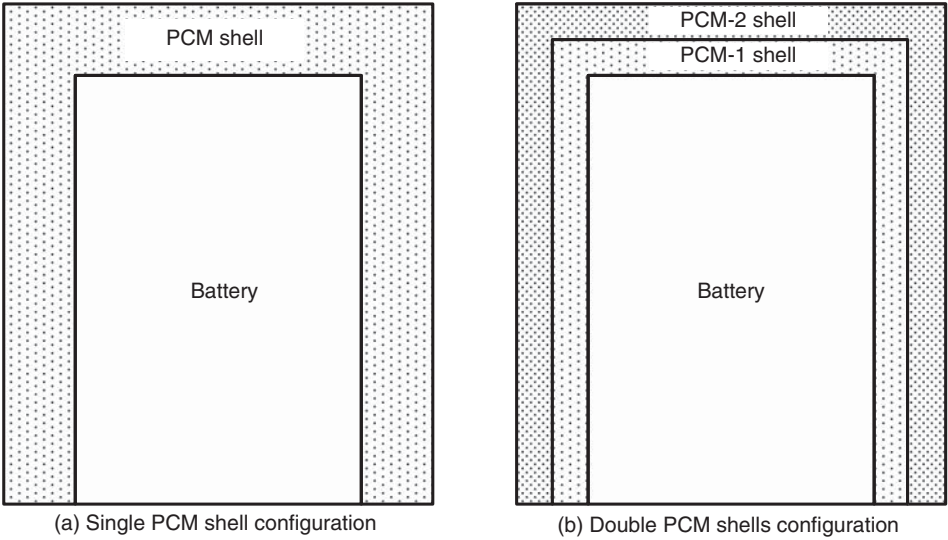 PCM shell
Battery
(a) Single PCM shell configuration
PCM-2 shell
PCM-1 shell
Battery
(b) Double PCM shells configuration